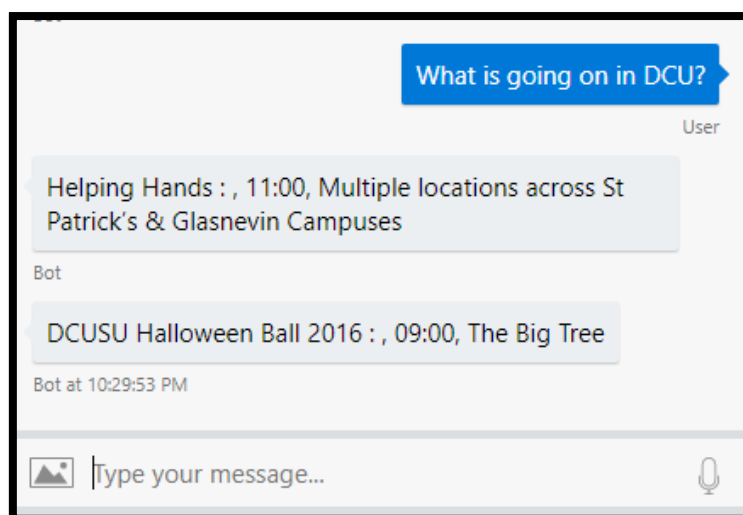 What is going on in DCU?
User
Helping Hands : , 11:00, Multiple locations across St
Patrick’s & Glasnevin Campuses
Bot
DCUSU Halloween Ball 2016 : , 09:00, The Big Tree
Bot at 10:29:53 PM
Type your message...